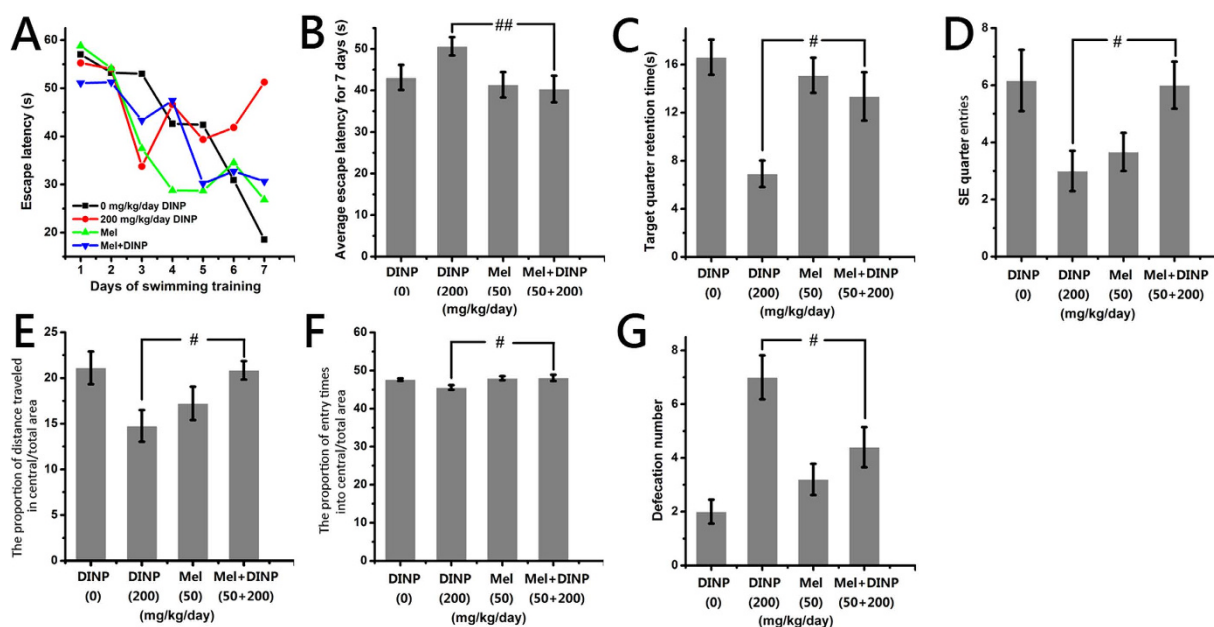 A
Escape latency (s)
60
50
40
30
20
0 mg/kg/day DINP
200 mg/kg/day DINP
Mel
Mel+DINP
1 2 3 4 5 6 7
Days of swimming training
B
Average escape latency for 7 days (s)
60
50
40
30
20
10
0
##
DINP DINP Mel Mel+DINP
(0) (200) (50) (50+200)
(mg/kg/day)
C
Target quarter retention time(s)
16
12
8
4
0
#
DINP DINP Mel Mel+DINP
(0) (200) (50) (50+200)
(mg/kg/day)
D
SE quarter entries
8
6
4
2
0
#
DINP DINP Mel Mel+DINP
(0) (200) (50) (50+200)
(mg/kg/day)
E
The proportion of distance traveled
in central/total area
25
20
15
10
5
0
#
DINP DINP Mel Mel+DINP
(0) (200) (50) (50+200)
(mg/kg/day)
F
The proportion of entry times
into central/total area
60
50
40
30
20
10
0
#
DINP DINP Mel Mel+DINP
(0) (200) (50) (50+200)
(mg/kg/day)
G
Defecation number
8
6
4
2
0
#
DINP DINP Mel Mel+DINP
(0) (200) (50) (50+200)
(mg/kg/day)